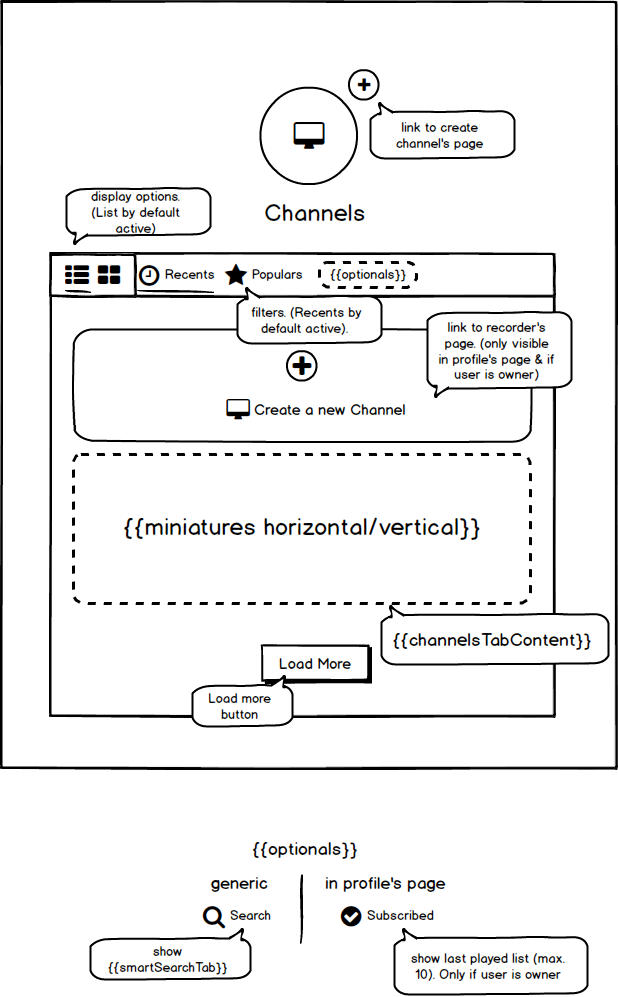 link to create
channel's page
Channels
display options.
(List by default
active)
Recents
Populars
{{optionals}}
filters. (Recents by
default active).
link to recorder's
page. (only visible
in profile's page & if
user is owner)
Create a new Channel
{{miniatures horizontal/vertical}}
{{channelsTabContent}}
Load More
Load more
button
{{optionals}}
generic
in profile's page
Search
Subscribed
show
{{smartSearchTab}}
show last played list (max.
10). Only if user is owner